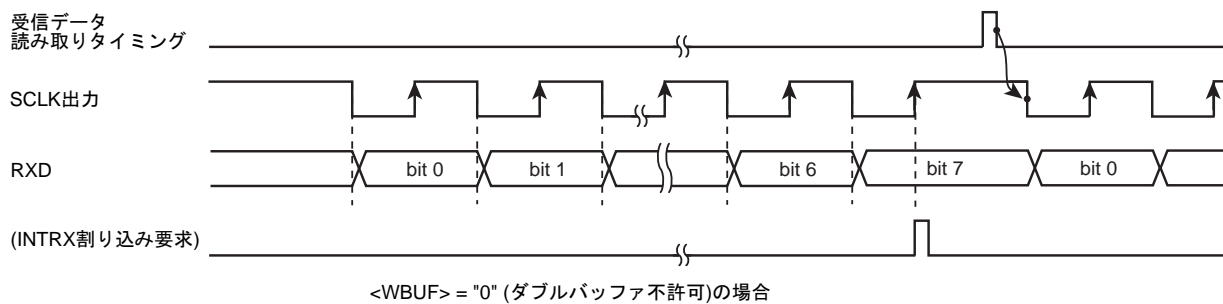 受信データ
読み取りタイミング
SCLK出力
RXD
bit 0
bit 1
bit 6
bit 7
bit 0
(INTRX割り込み要求)
<WBUF> = "0" (ダブルバッファ不許可)の場合